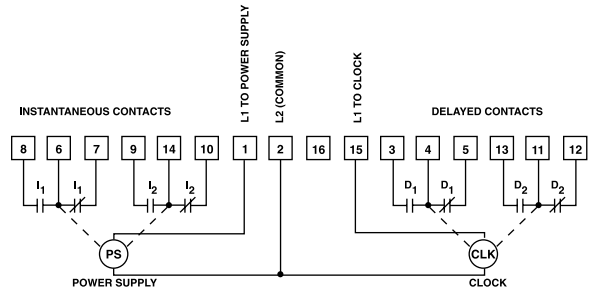 L1 TO POWER SUPPLY
L2 (COMMON)
L1 TO CLOCK
INSTANTANEOUS CONTACTS
DELAYED CONTACTS
8 6 7 9 14 10 1 2 16 15 3 4 5 13 11 12
I1 I1 I2 I2 D1 D1 D2 D2
PS CLK
POWER SUPPLY CLOCK